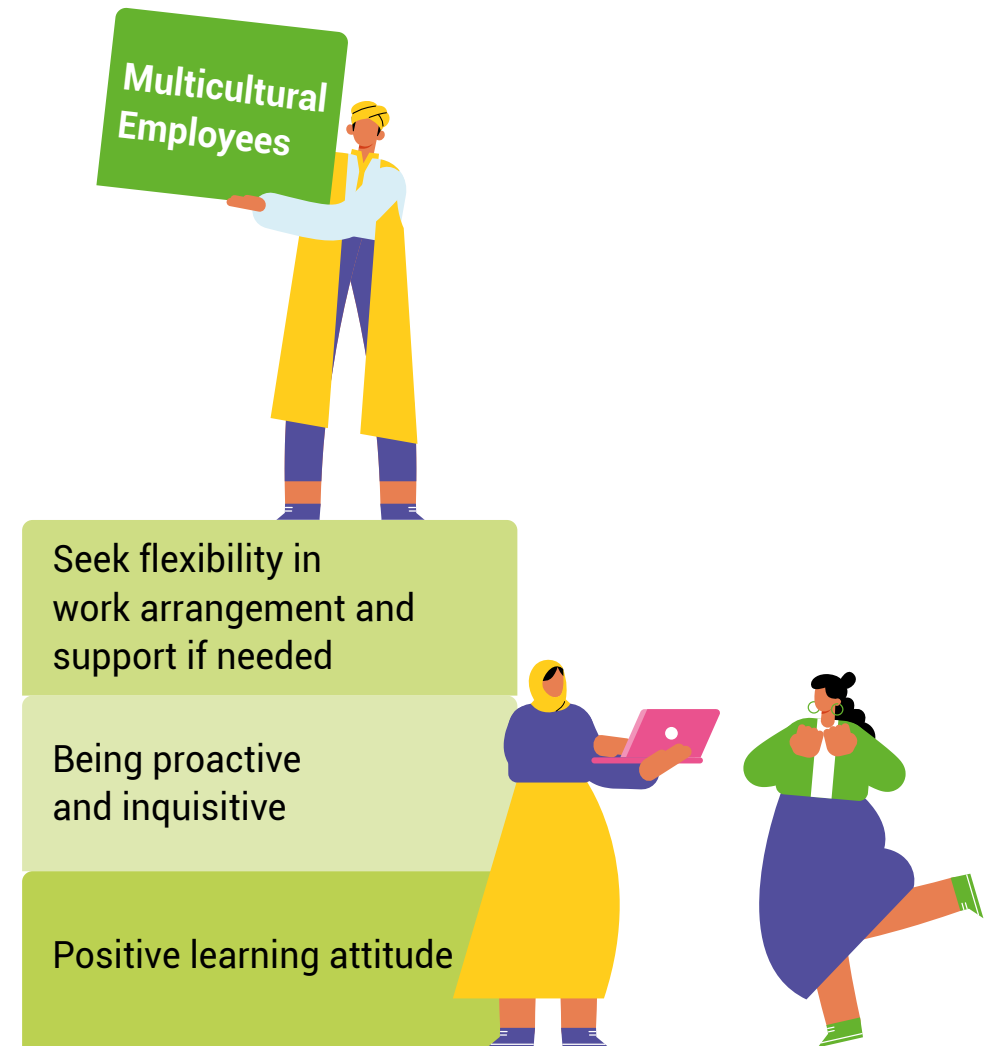 Multicultural
Employees
Seek flexibility in
work arrangement and
support if needed
Being proactive
and inquisitive
Positive learning attitude